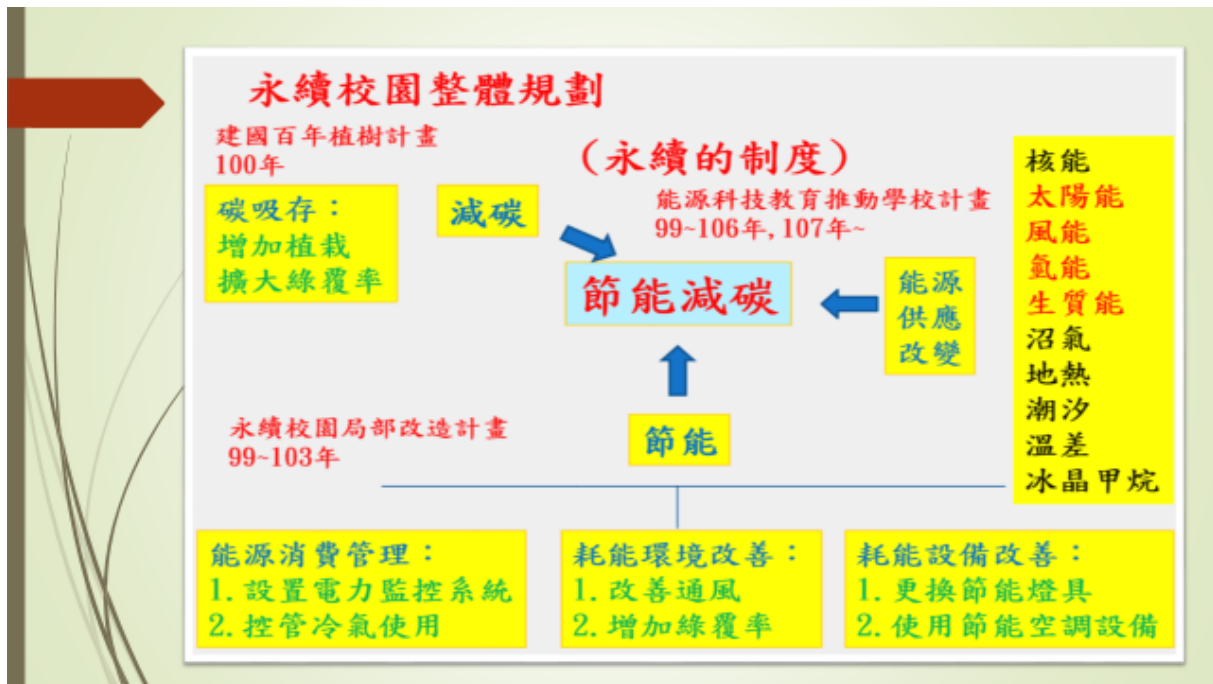 永續校園整體規劃
建國百年植樹計畫
100年
(永續的制度)
碳吸存：
增加植栽
擴大綠覆率
減碳
能源科技教育推動學校計畫
99~106年,107年~
節能減碳
能源
供應
改變
核能
太陽能
風能
氫能
生質能
沼氣
地熱
潮汐
溫差
冰晶甲烷
永續校園局部改造計畫
99~103年
節能
能源消費管理：
1.設置電力監控系統
2.控管冷氣使用
耗能環境改善：
1.改善通風
2.增加綠覆率
耗能設備改善：
1.更換節能燈具
2.使用節能空調設備